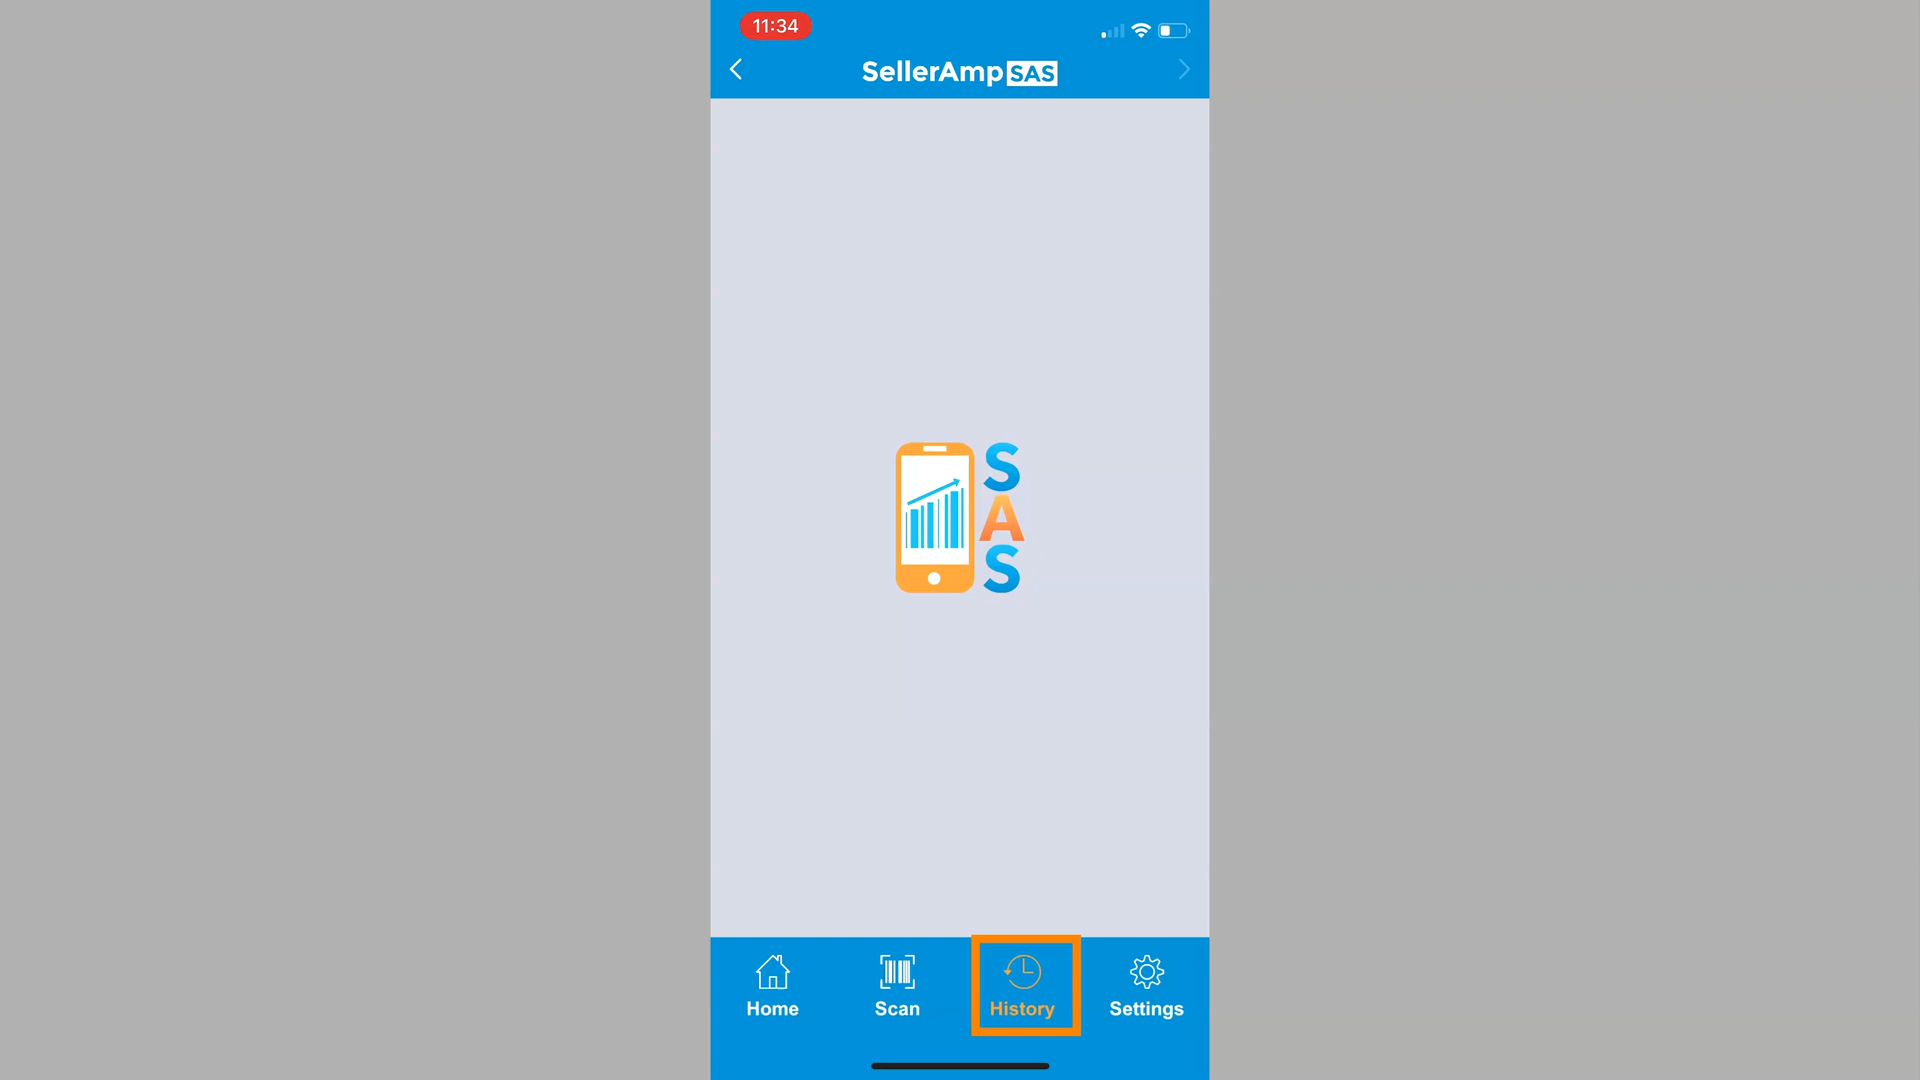 11:34
SellerAmp SAS
S
A
S
Home
Scan
History
Settings